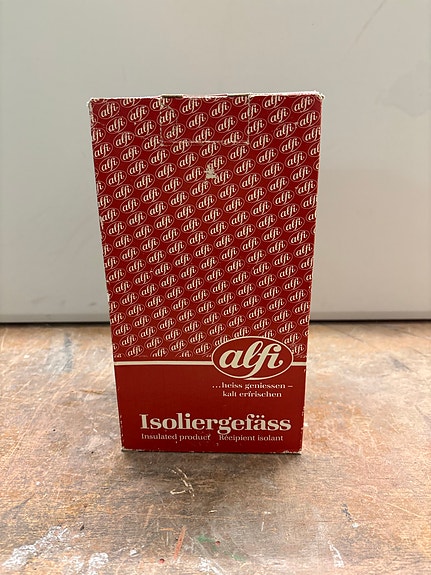 alfi
...heiss geniessen –
kalt erfrischen
Isoliergefäss
Insulated product Récipient isolant